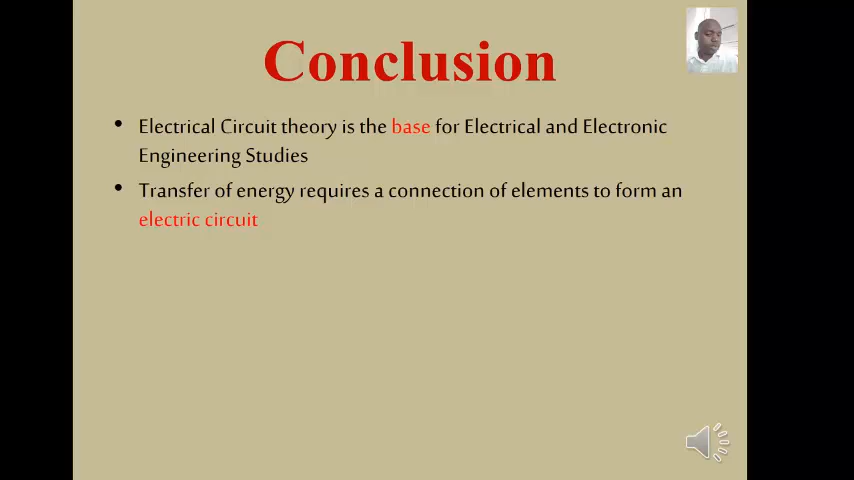 Conclusion
• Electrical Circuit theory is the base for Electrical and Electronic
Engineering Studies
• Transfer of energy requires a connection of elements to form an
electric circuit